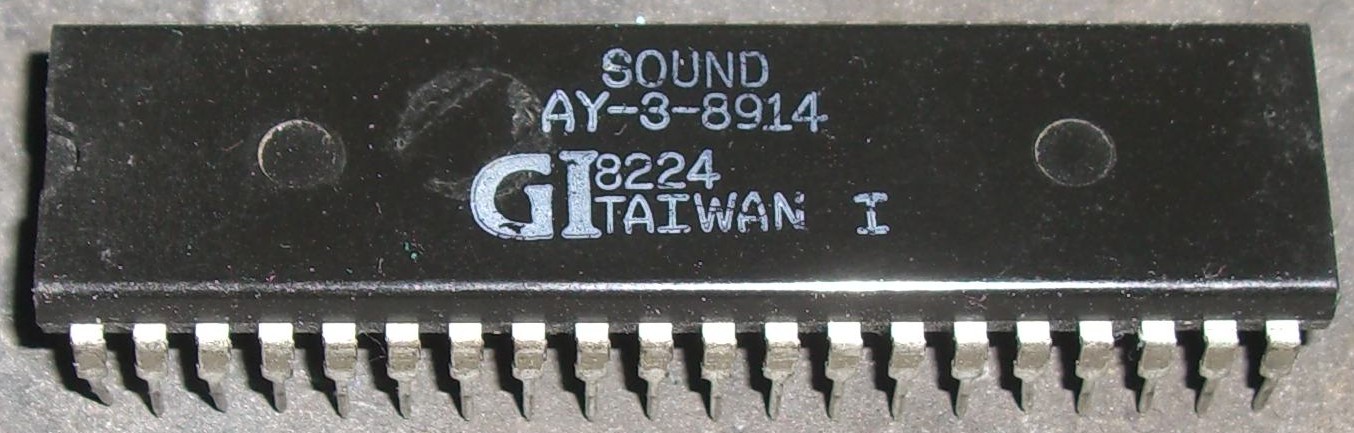 SOUND
AY-3-8914
GI 8224
TAIWAN I